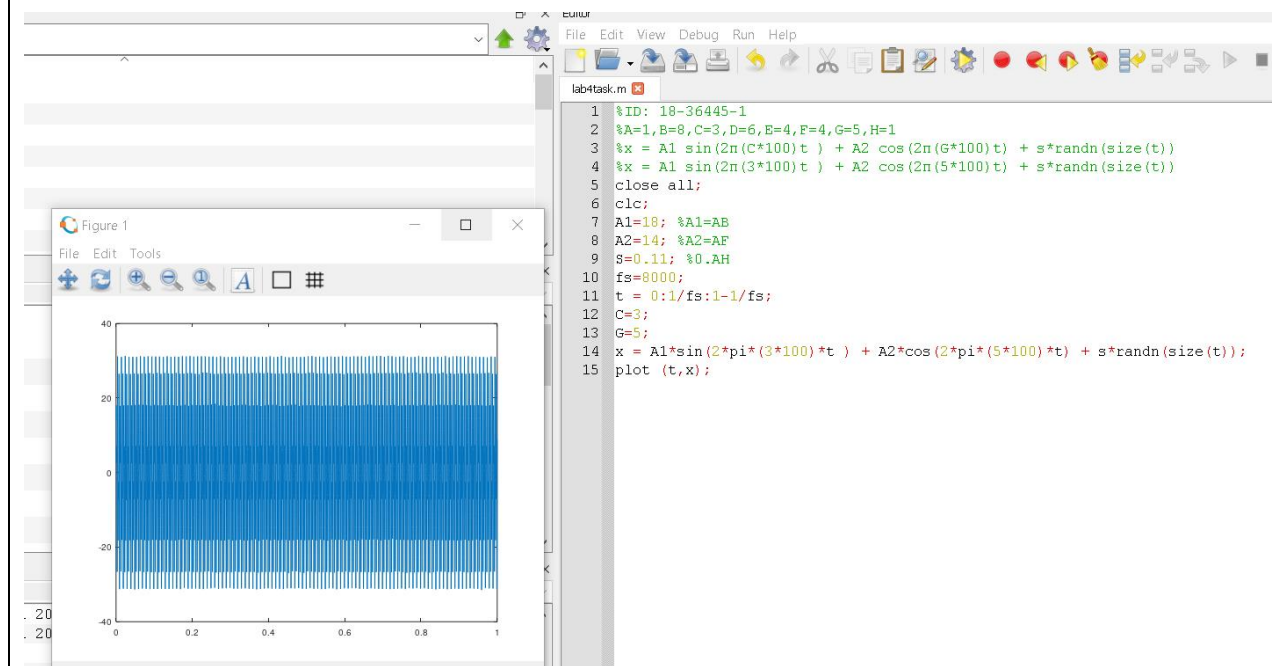 Editor
File Edit View Debug Run Help
lab4task.m
1 %ID: 18-36445-1
2 %A=1,B=8,C=3,D=6,E=4,F=4,G=5,H=1
3 %x = A1 sin(2π(C*100)t ) + A2 cos(2π(G*100)t) + s*randn(size(t))
4 %x = A1 sin(2π(3*100)t ) + A2 cos(2π(5*100)t) + s*randn(size(t))
5 close all;
6 clc;
7 A1=18; %A1=AB
8 A2=14; %A2=AF
9 S=0.11; %0.AH
10 fs=8000;
11 t = 0:1/fs:1-1/fs;
12 C=3;
13 G=5;
14 x = A1*sin(2*pi*(3*100)*t ) + A2*cos(2*pi*(5*100)*t) + s*randn(size(t));
15 plot (t,x);
Figure 1
File Edit Tools
A
40
20
0
-20
-40
0 0.2 0.4 0.6 0.8 1
. 20
. 20